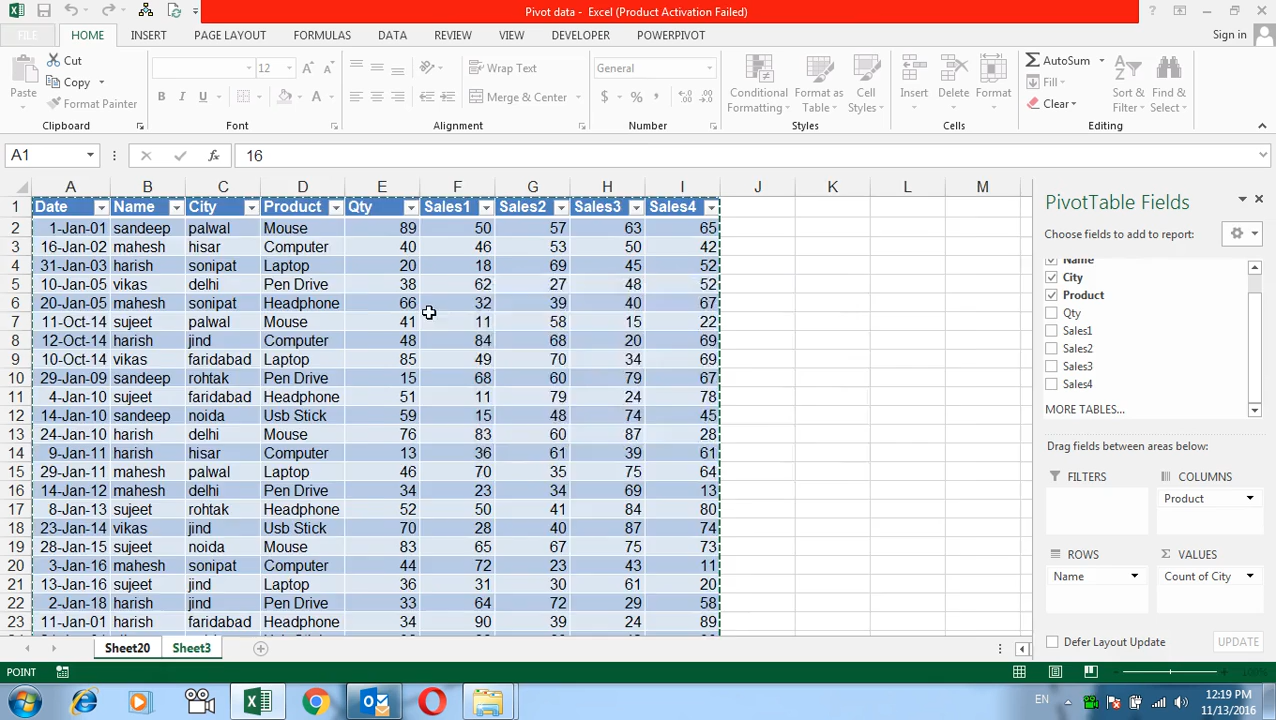 Pivot data - Excel (Product Activation Failed)
FILE HOME INSERT PAGE LAYOUT FORMULAS DATA REVIEW VIEW DEVELOPER POWERPIVOT Sign in
Paste Cut Copy Format Painter
12 B I U
Wrap Text Merge & Center
General $ % ,
Conditional Formatting Format as Table Cell Styles
Insert Delete Format
AutoSum Fill Clear Sort & Filter Find & Select
Clipboard Font Alignment Number Styles Cells Editing
A1 fx 16
A B C D E F G H I J K L M
1 Date Name City Product Qty Sales1 Sales2 Sales3 Sales4
2 1-Jan-01 sandeep palwal Mouse 89 50 57 63 65
3 16-Jan-02 mahesh hisar Computer 40 46 53 50 42
4 31-Jan-03 harish sonipat Laptop 20 18 69 45 52
5 10-Jan-05 vikas delhi Pen Drive 38 62 27 48 52
6 20-Jan-05 mahesh sonipat Headphone 66 32 39 40 67
7 11-Oct-14 sujeet palwal Mouse 41 11 58 15 22
8 12-Oct-14 harish jind Computer 48 84 68 20 69
9 10-Oct-14 vikas faridabad Laptop 85 49 70 34 69
10 29-Jan-09 sandeep rohtak Pen Drive 15 68 60 79 67
11 4-Jan-10 sujeet faridabad Headphone 51 11 79 24 78
12 14-Jan-10 sandeep noida Usb Stick 59 15 48 74 45
13 24-Jan-10 harish delhi Mouse 76 83 60 87 28
14 9-Jan-11 harish hisar Computer 13 36 61 39 61
15 29-Jan-11 mahesh palwal Laptop 46 70 35 75 64
16 14-Jan-12 mahesh delhi Pen Drive 34 23 34 69 13
17 8-Jan-13 sujeet rohtak Headphone 52 50 41 84 80
18 23-Jan-14 vikas jind Usb Stick 70 28 40 87 74
19 28-Jan-15 sujeet noida Mouse 83 65 67 75 73
20 3-Jan-16 mahesh sonipat Computer 44 72 23 43 11
21 13-Jan-16 sujeet jind Laptop 36 31 30 61 20
22 2-Jan-18 harish jind Pen Drive 33 64 72 29 58
23 11-Jan-01 harish faridabad Headphone 34 90 39 24 89
PivotTable Fields
Choose fields to add to report:
Name
City
Product
Qty
Sales1
Sales2
Sales3
Sales4
MORE TABLES...
Drag fields between areas below:
FILTERS COLUMNS
Product
ROWS Σ VALUES
Name Count of City
Defer Layout Update UPDATE
Sheet20 Sheet3
POINT
EN 12:19 PM
11/13/2016